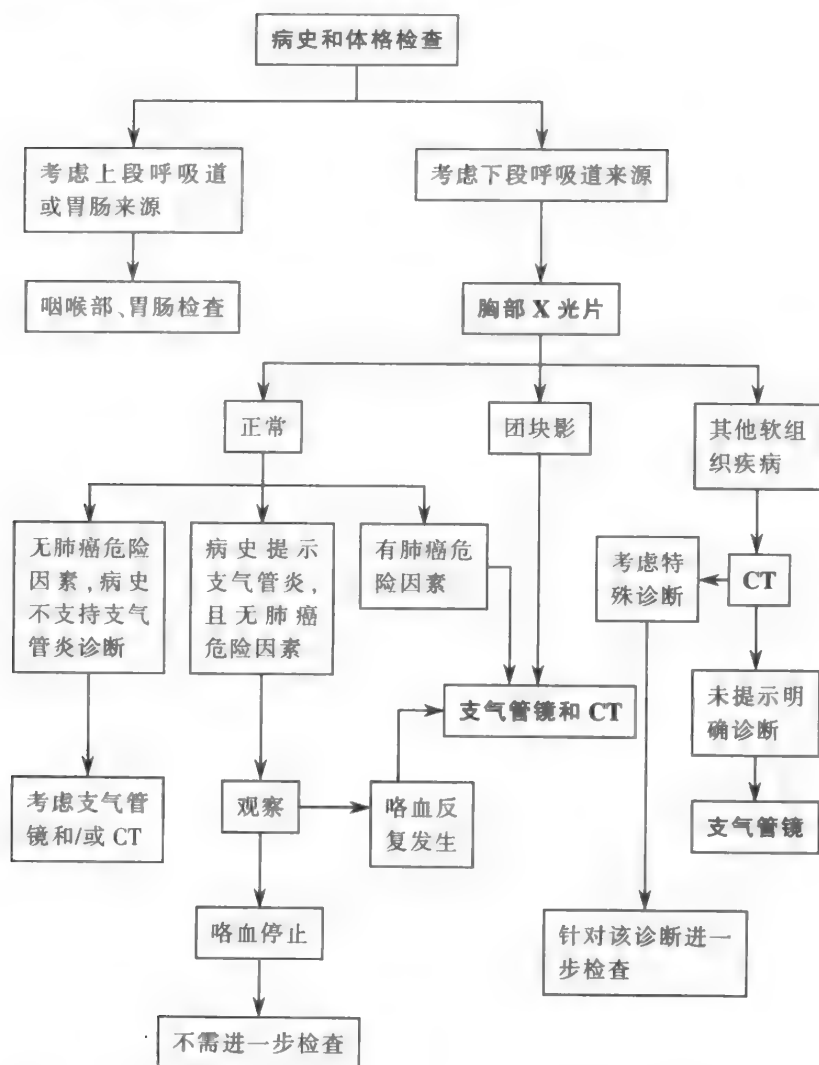 病史和体格检查
考虑上段呼吸道
或胃肠来源
考虑下段呼吸道来源
咽喉部、胃肠检查
胸部 X 光片
正常
团块影
其他软组
织疾病
无肺癌危险
因素,病史
不支持支气
管炎诊断
病史提示
支气管炎,
且无肺癌
危险因素
有肺癌危
险因素
考虑特
殊诊断
CT
支气管镜和 CT
未提示明
确诊断
考虑支气管
镜和/或 CT
观察
咯血反
复发生
支气管镜
咯血停止
针对该诊断进一
步检查
不需进一步检查